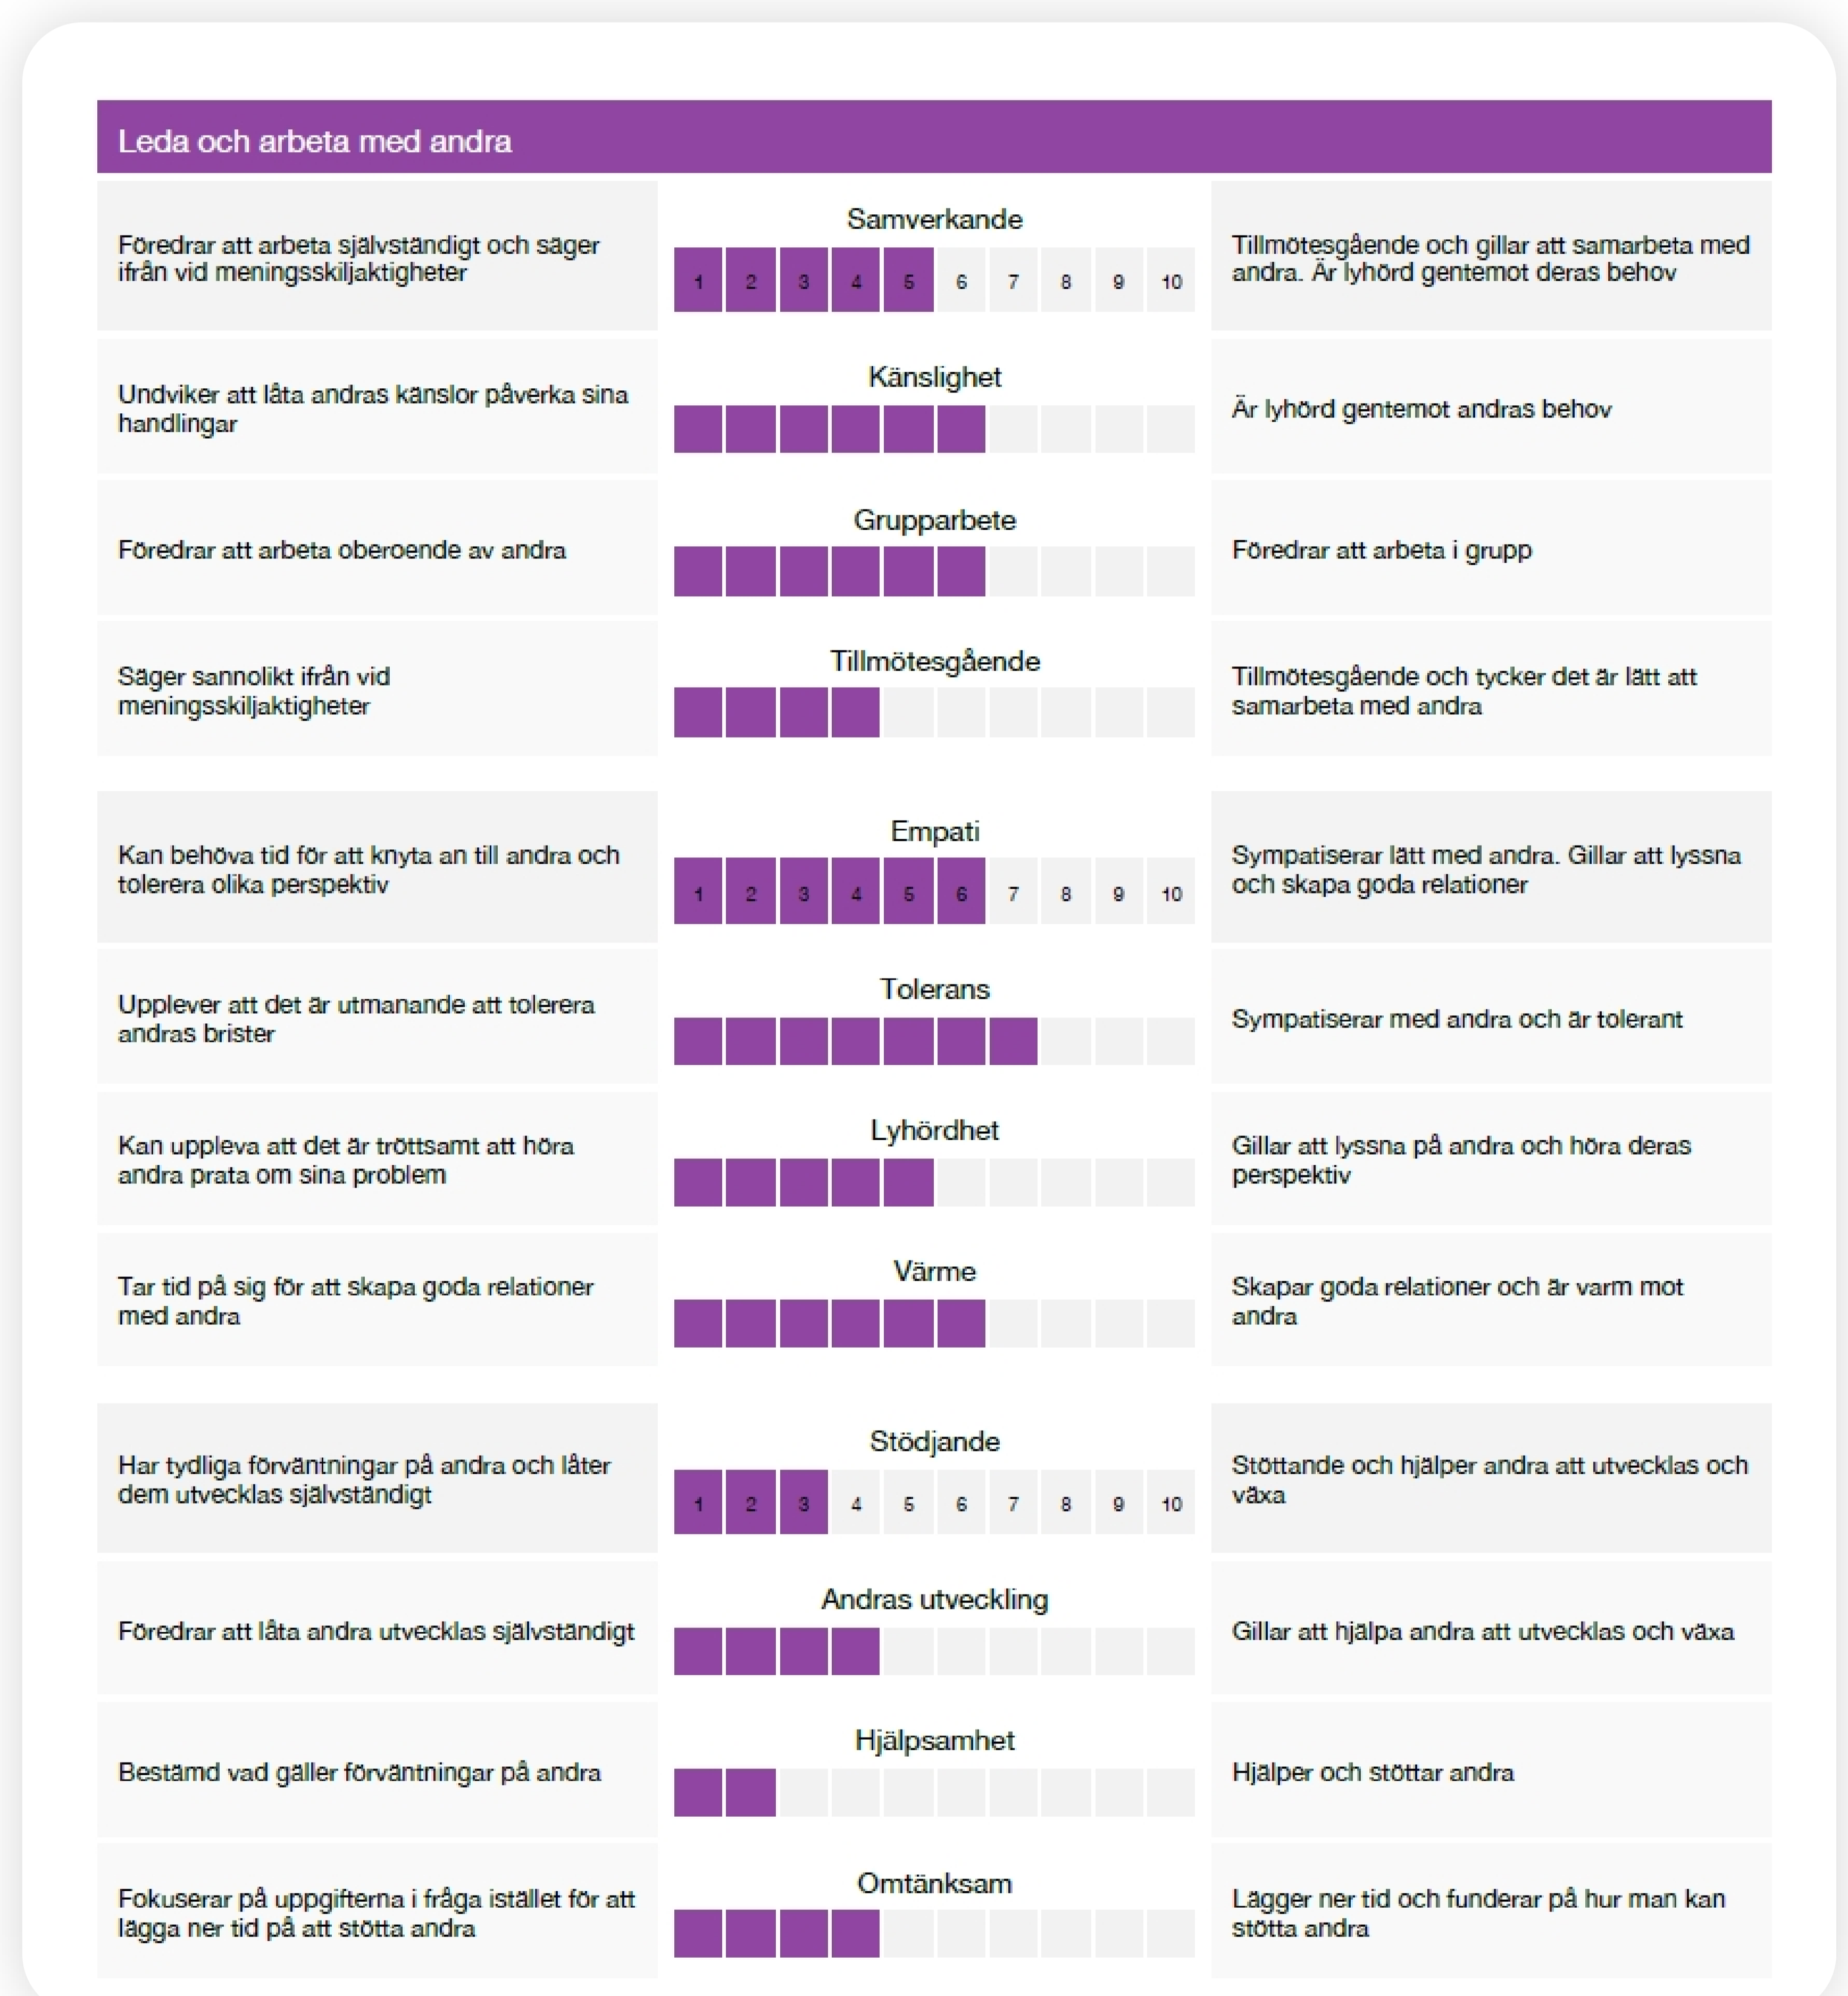 Leda och arbeta med andra
Samverkande
Föredrar att arbeta självständigt och säger
ifrån vid meningsskiljaktigheter
1 2 3 4 5 6 7 8 9 10
Tillmötesgående och gillar att samarbeta med
andra. Är lyhörd gentemot deras behov
Känslighet
Undviker att låta andras känslor påverka sina
handlingar
Är lyhörd gentemot andras behov
Grupparbete
Föredrar att arbeta oberoende av andra
Föredrar att arbeta i grupp
Tillmötesgående
Säger sannolikt ifrån vid
meningsskiljaktigheter
Tillmötesgående och tycker det är lätt att
samarbeta med andra
Empati
Kan behöva tid för att knyta an till andra och
tolerera olika perspektiv
1 2 3 4 5 6 7 8 9 10
Sympatiserar lätt med andra. Gillar att lyssna
och skapa goda relationer
Tolerans
Upplever att det är utmanande att tolerera
andras brister
Sympatiserar med andra och är tolerant
Lyhördhet
Kan uppleva att det är tröttsamt att höra
andra prata om sina problem
Gillar att lyssna på andra och höra deras
perspektiv
Värme
Tar tid på sig för att skapa goda relationer
med andra
Skapar goda relationer och är varm mot
andra
Stödjande
Har tydliga förväntningar på andra och låter
dem utvecklas självständigt
1 2 3 4 5 6 7 8 9 10
Stöttande och hjälper andra att utvecklas och
växa
Andras utveckling
Föredrar att låta andra utvecklas självständigt
Gillar att hjälpa andra att utvecklas och växa
Hjälpsamhet
Bestämd vad gäller förväntningar på andra
Hjälper och stöttar andra
Omtänksam
Fokuserar på uppgifterna i fråga istället för att
lägga ner tid på att stötta andra
Lägger ner tid och funderar på hur man kan
stötta andra